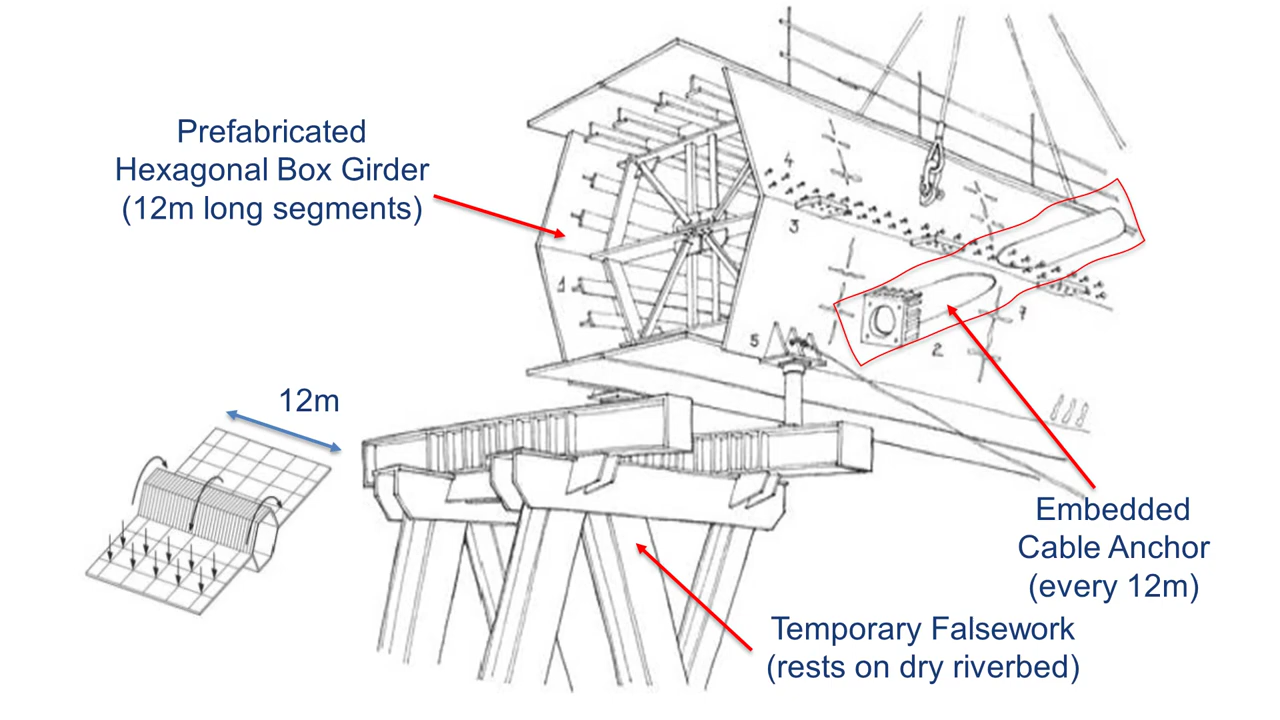 Prefabricated
Hexagonal Box Girder
(12m long segments)
4
3
1
7
5
2
12m
Embedded
Cable Anchor
(every 12m)
Temporary Falsework
(rests on dry riverbed)